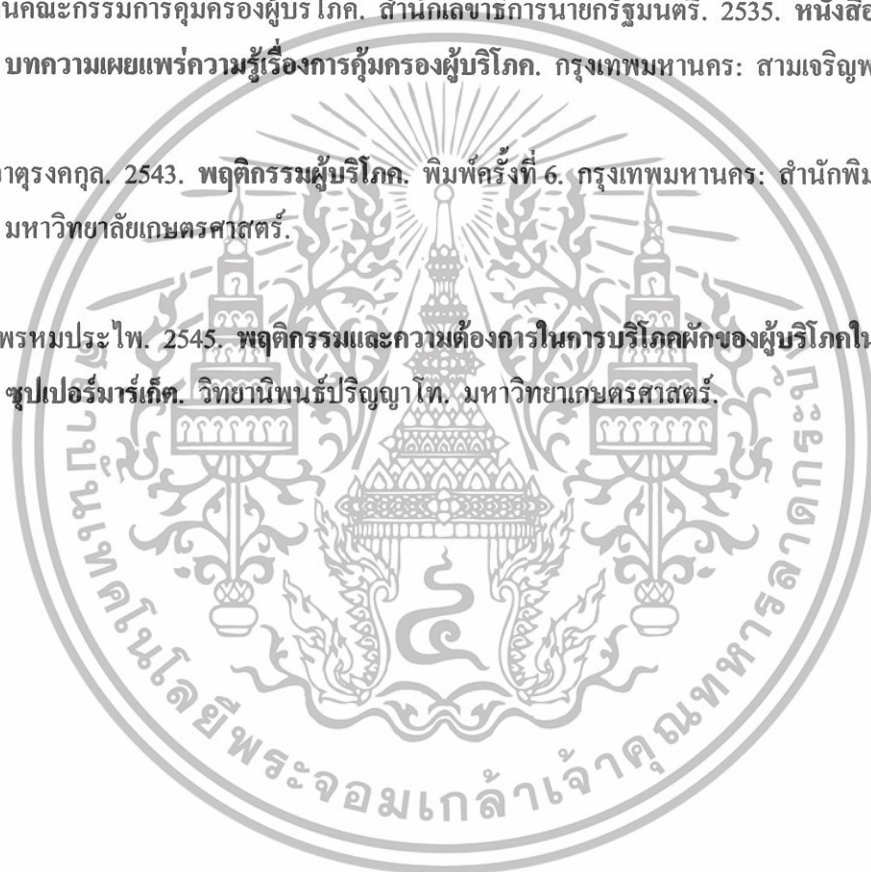 นคณะกรรมการคุ้มครองผู้บริโภค. สำนักเลขาธิการนายกรัฐมนตรี. 2535. หนังสือ
บทความเผยแพร่ความรู้เรื่องการคุ้มครองผู้บริโภค. กรุงเทพมหานคร: สามเจริญพ
าตุรงคกุล. 2543. พฤติกรรมผู้บริโภค. พิมพ์ครั้งที่ 6. กรุงเทพมหานคร: สำนักพิม
มหาวิทยาลัยเกษตรศาสตร์.
พรหมประไพ. 2545. พฤติกรรมและความต้องการในการบริโภคผักของผู้บริโภคใน
ซุปเปอร์มาร์เก็ต. วิทยานิพนธ์ปริญญาโท. มหาวิทยาเกษตรศาสตร์.
สถาบันเทคโนโลยีพระจอมเกล้าเจ้าคุณทหารลาดกระบัง